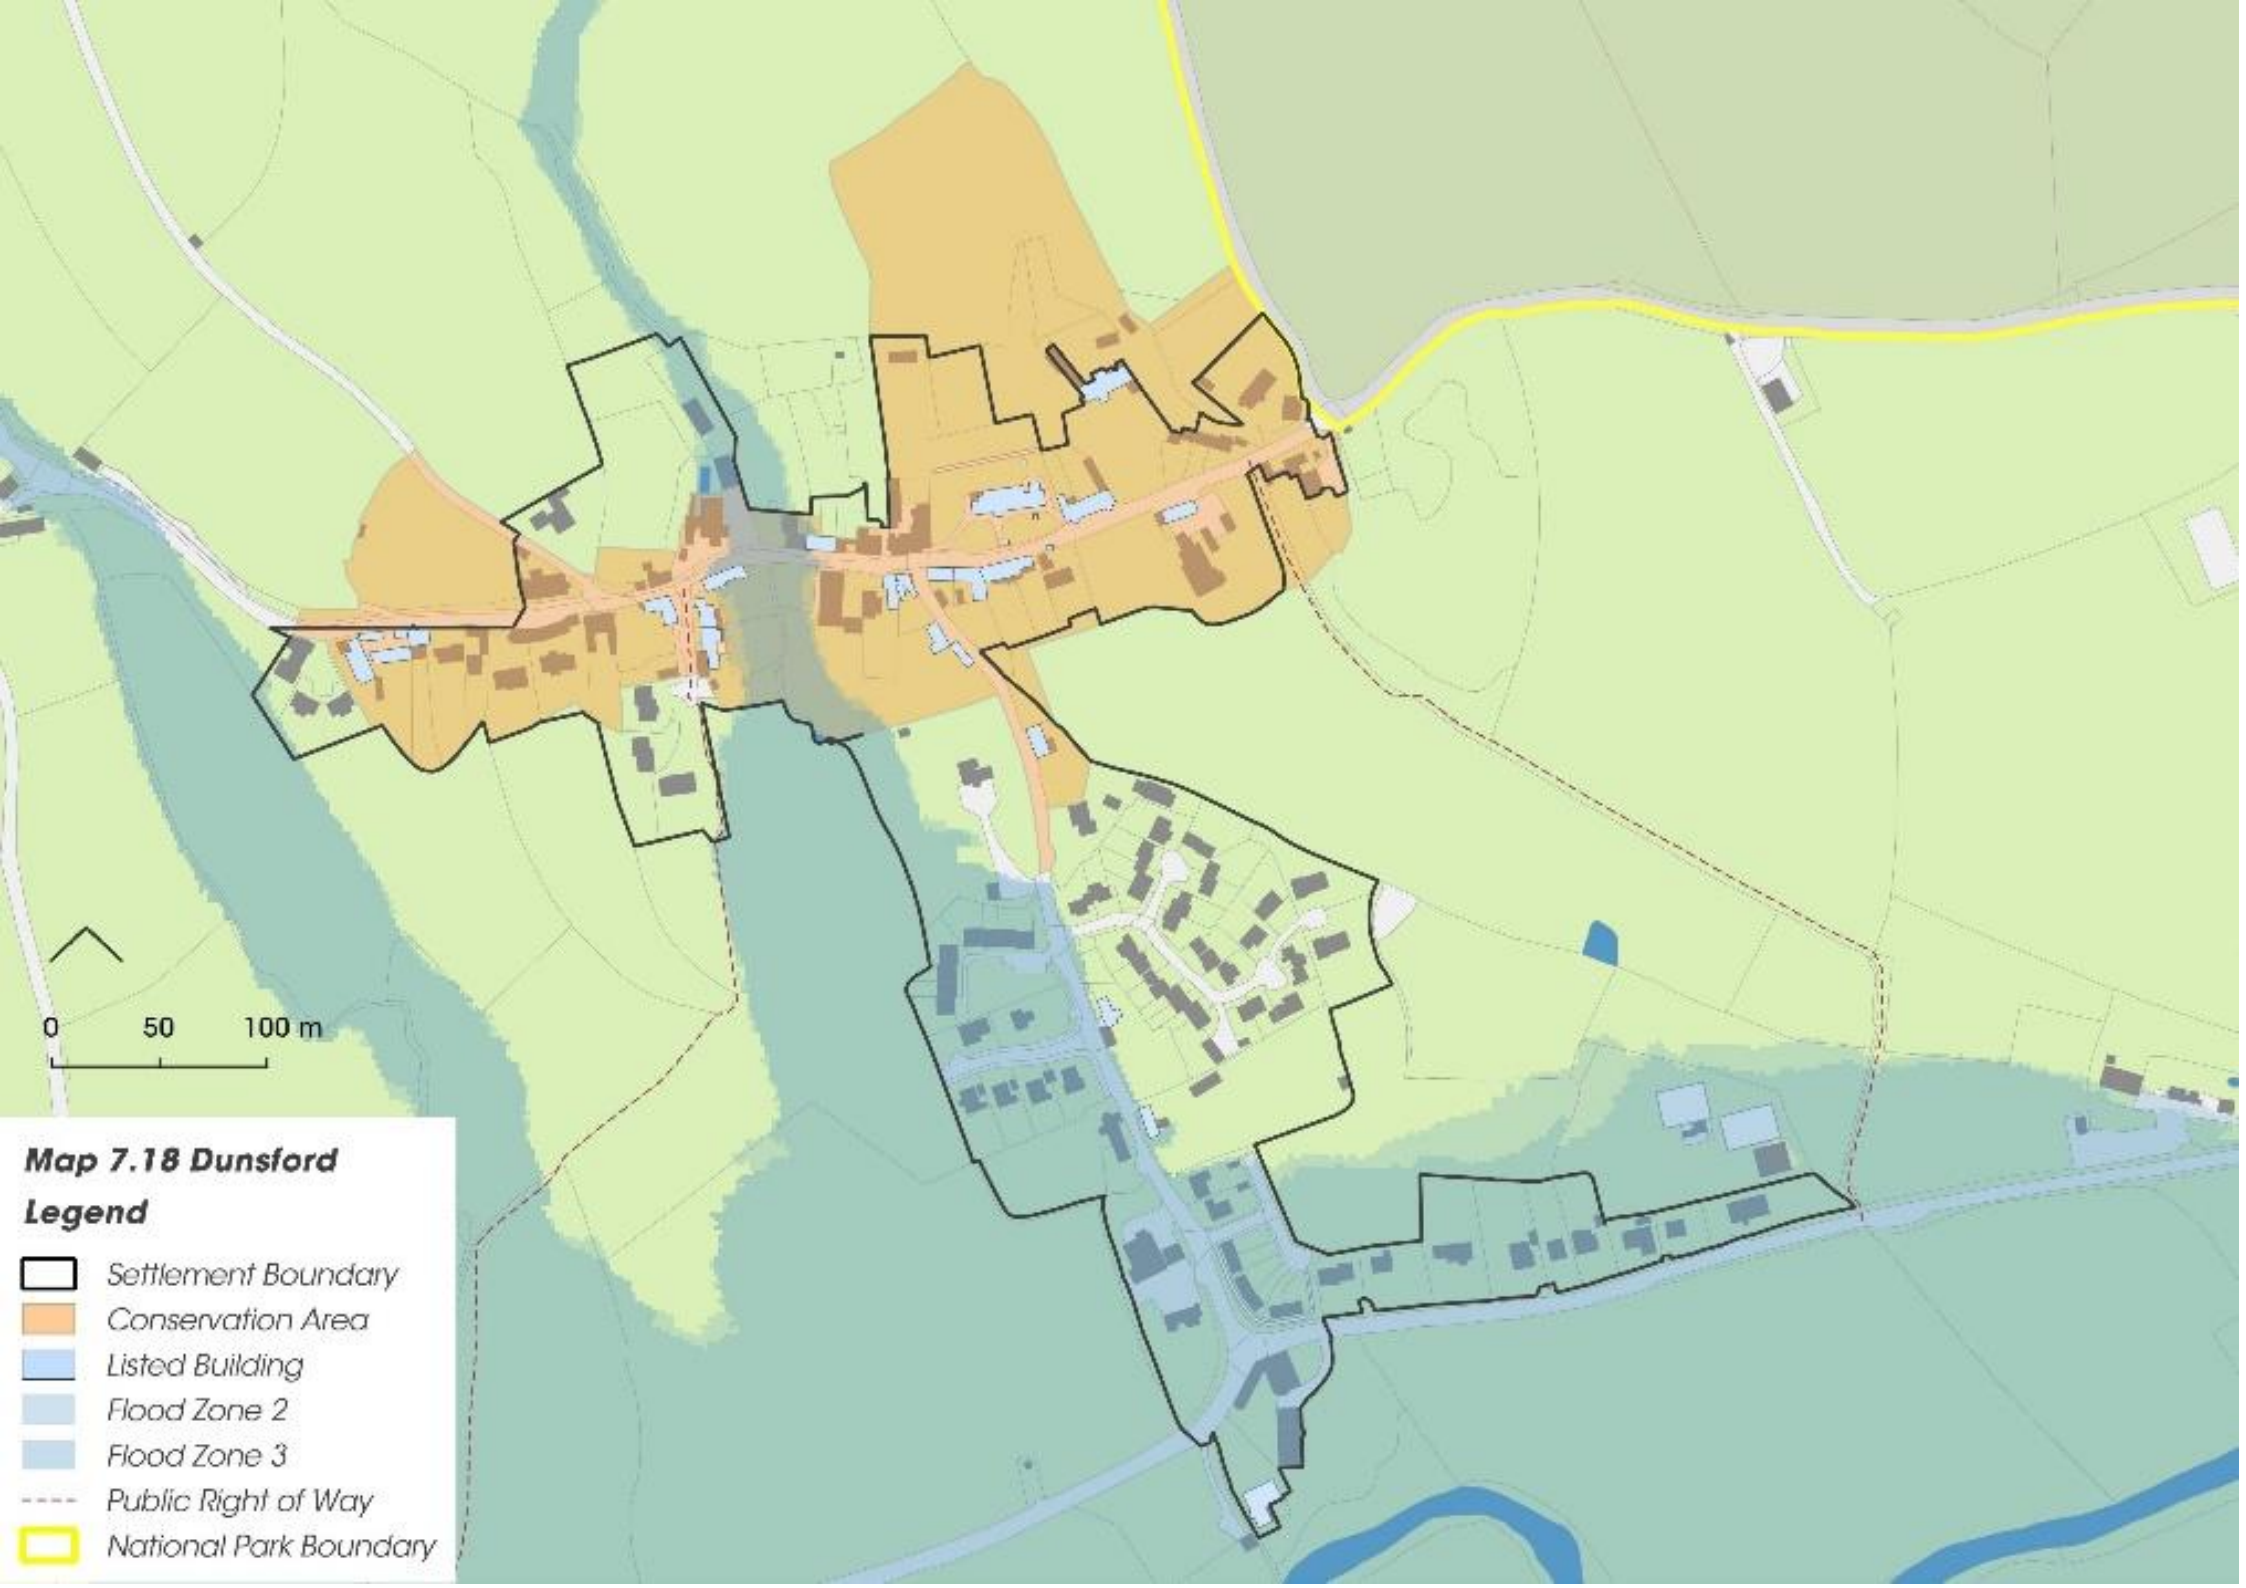 0 50 100 m
Map 7.18 Dunsford
Legend
Settlement Boundary
Conservation Area
Listed Building
Flood Zone 2
Flood Zone 3
Public Right of Way
National Park Boundary